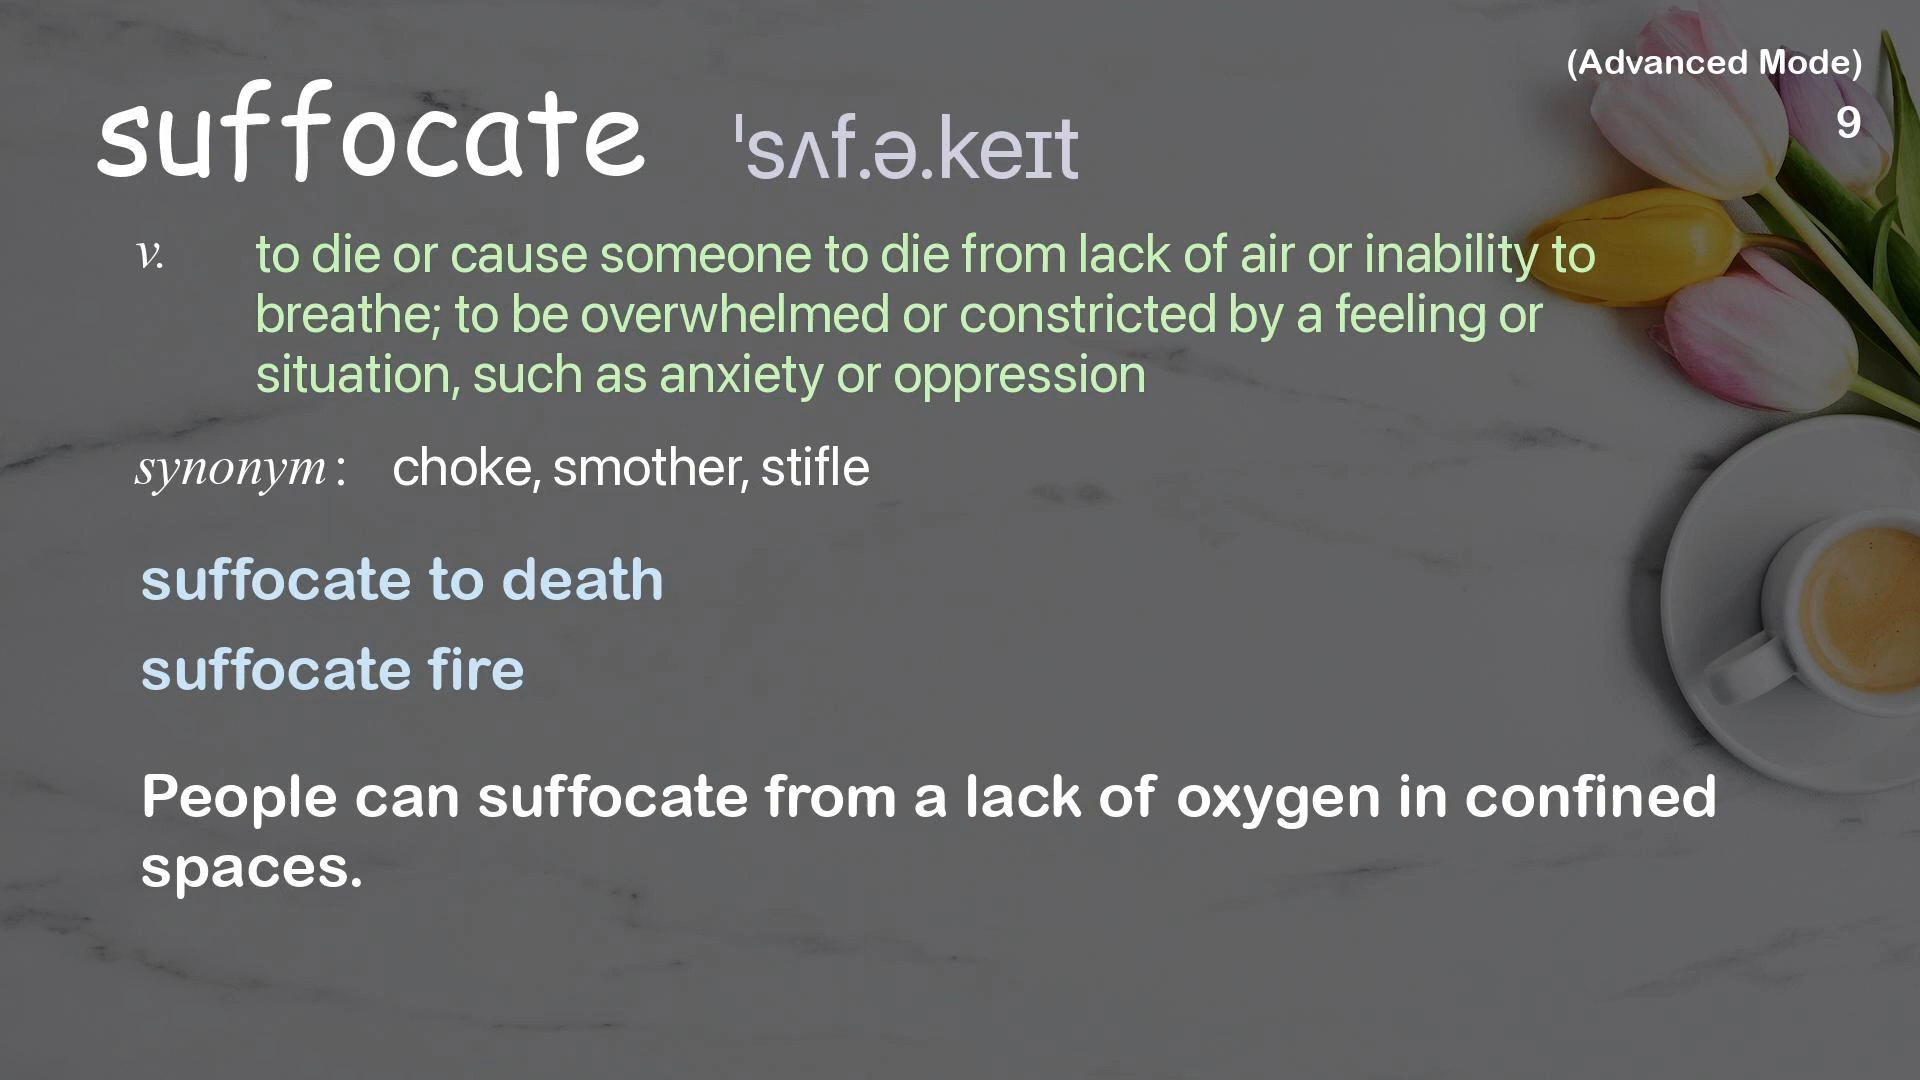 (Advanced Mode)
suffocate ˈsʌf.ə.keɪt
9
v. to die or cause someone to die from lack of air or inability to
breathe; to be overwhelmed or constricted by a feeling or
situation, such as anxiety or oppression
synonym: choke, smother, stifle
suffocate to death
suffocate fire
People can suffocate from a lack of oxygen in confined
spaces.